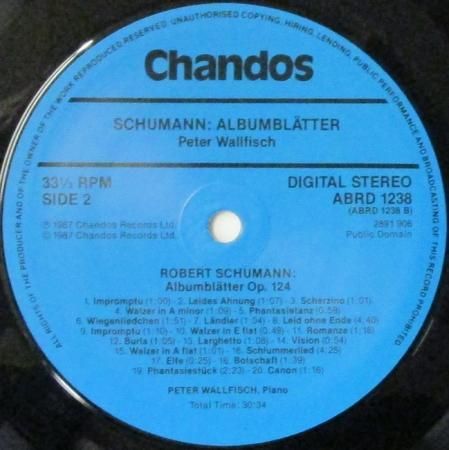 ALL RIGHTS OF THE PRODUCER AND OF THE OWNER OF THE WORK REPRODUCED RESERVED. UNAUTHORISED COPYING, HIRING, LENDING, PUBLIC PERFORMANCE AND BROADCASTING OF THIS RECORD PROHIBITED
Chandos
SCHUMANN: ALBUMBLÄTTER
Peter Wallfisch
33⅓ RPM DIGITAL STEREO
SIDE 2 ABRD 1238
(ABRD 1238 B)
℗ 1987 Chandos Records Ltd. 2891 906
© 1987 Chandos Records Ltd. Public Domain
ROBERT SCHUMANN:
Albumblätter Op. 124
1. Impromptu (1:00) - 2. Leides Ahnung (1:07) - 3. Scherzino (1:01)
4. Walzer in A minor (1:09) - 5. Phantasietanz (0:59)
6. Wiegenliedchen (1:51) - 7. Ländler (1:04) - 8. Leid ohne Ende (4:40)
9. Impromptu (1:10) - 10. Walzer in E flat (0:49) - 11. Romanze (1:18)
12. Burla (1:05) - 13. Larghetto (1:08) - 14. Vision (0:54)
15. Walzer in A flat (1:01) - 16. Schlummerlied (4:25)
17. Elfe (0:25) - 18. Botschaft (1:39)
19. Phantasiestück (2:23) - 20. Canon (1:16)
PETER WALLFISCH, Piano
Total Time: 30:34